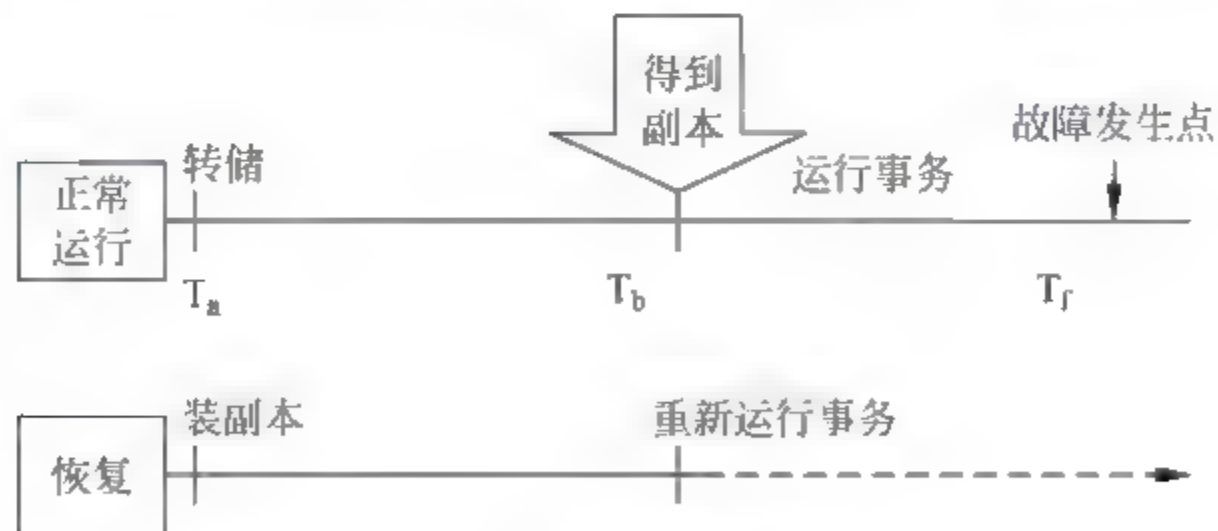 得到
副本
故障发生点
转储
运行事务
正常
运行
Ta
Tb
Tf
装副本
重新运行事务
恢复